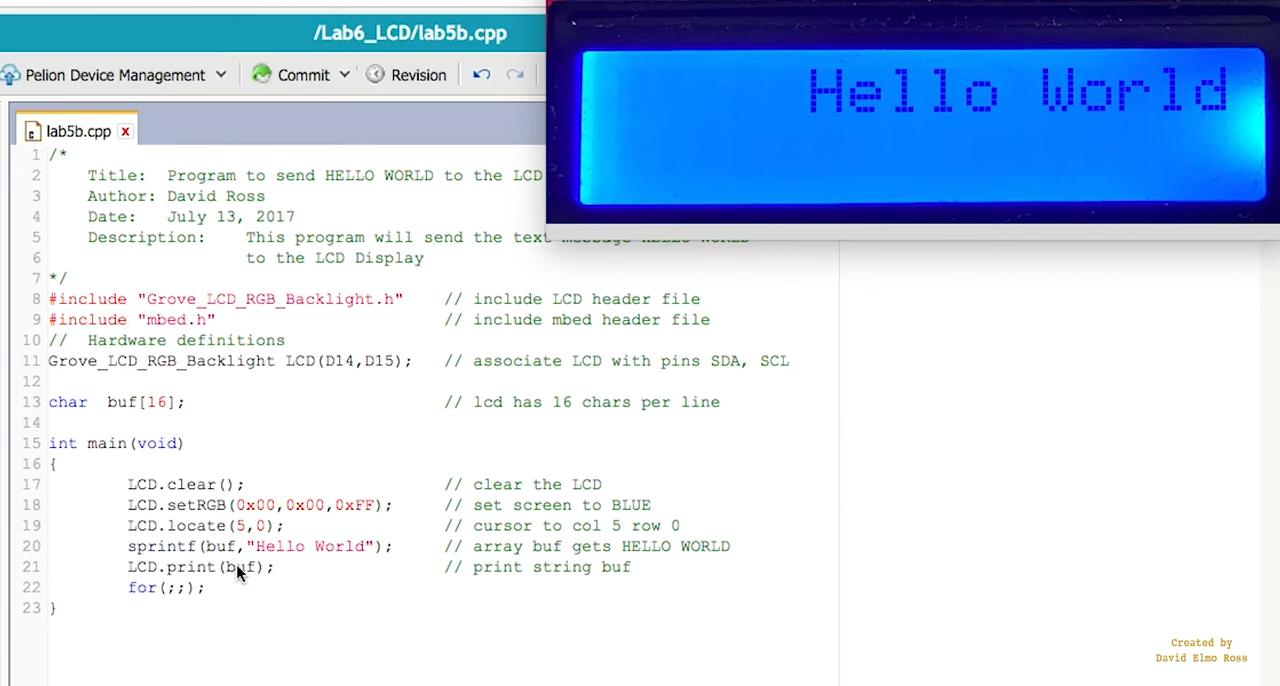 /Lab6_LCD/lab5b.cpp
Pelion Device Management Commit Revision
Hello World
lab5b.cpp x
1 /*
2 Title: Program to send HELLO WORLD to the LCD
3 Author: David Ross
4 Date: July 13, 2017
5 Description: This program will send the text message HELLO WORLD
6 to the LCD Display
7 */
8 #include "Grove_LCD_RGB_Backlight.h" // include LCD header file
9 #include "mbed.h" // include mbed header file
10 // Hardware definitions
11 Grove_LCD_RGB_Backlight LCD(D14,D15); // associate LCD with pins SDA, SCL
12
13 char buf[16]; // lcd has 16 chars per line
14
15 int main(void)
16 {
17 LCD.clear(); // clear the LCD
18 LCD.setRGB(0x00,0x00,0xFF); // set screen to BLUE
19 LCD.locate(5,0); // cursor to col 5 row 0
20 sprintf(buf,"Hello World"); // array buf gets HELLO WORLD
21 LCD.print(buf); // print string buf
22 for(;;);
23 }
Created by
David Elmo Ross